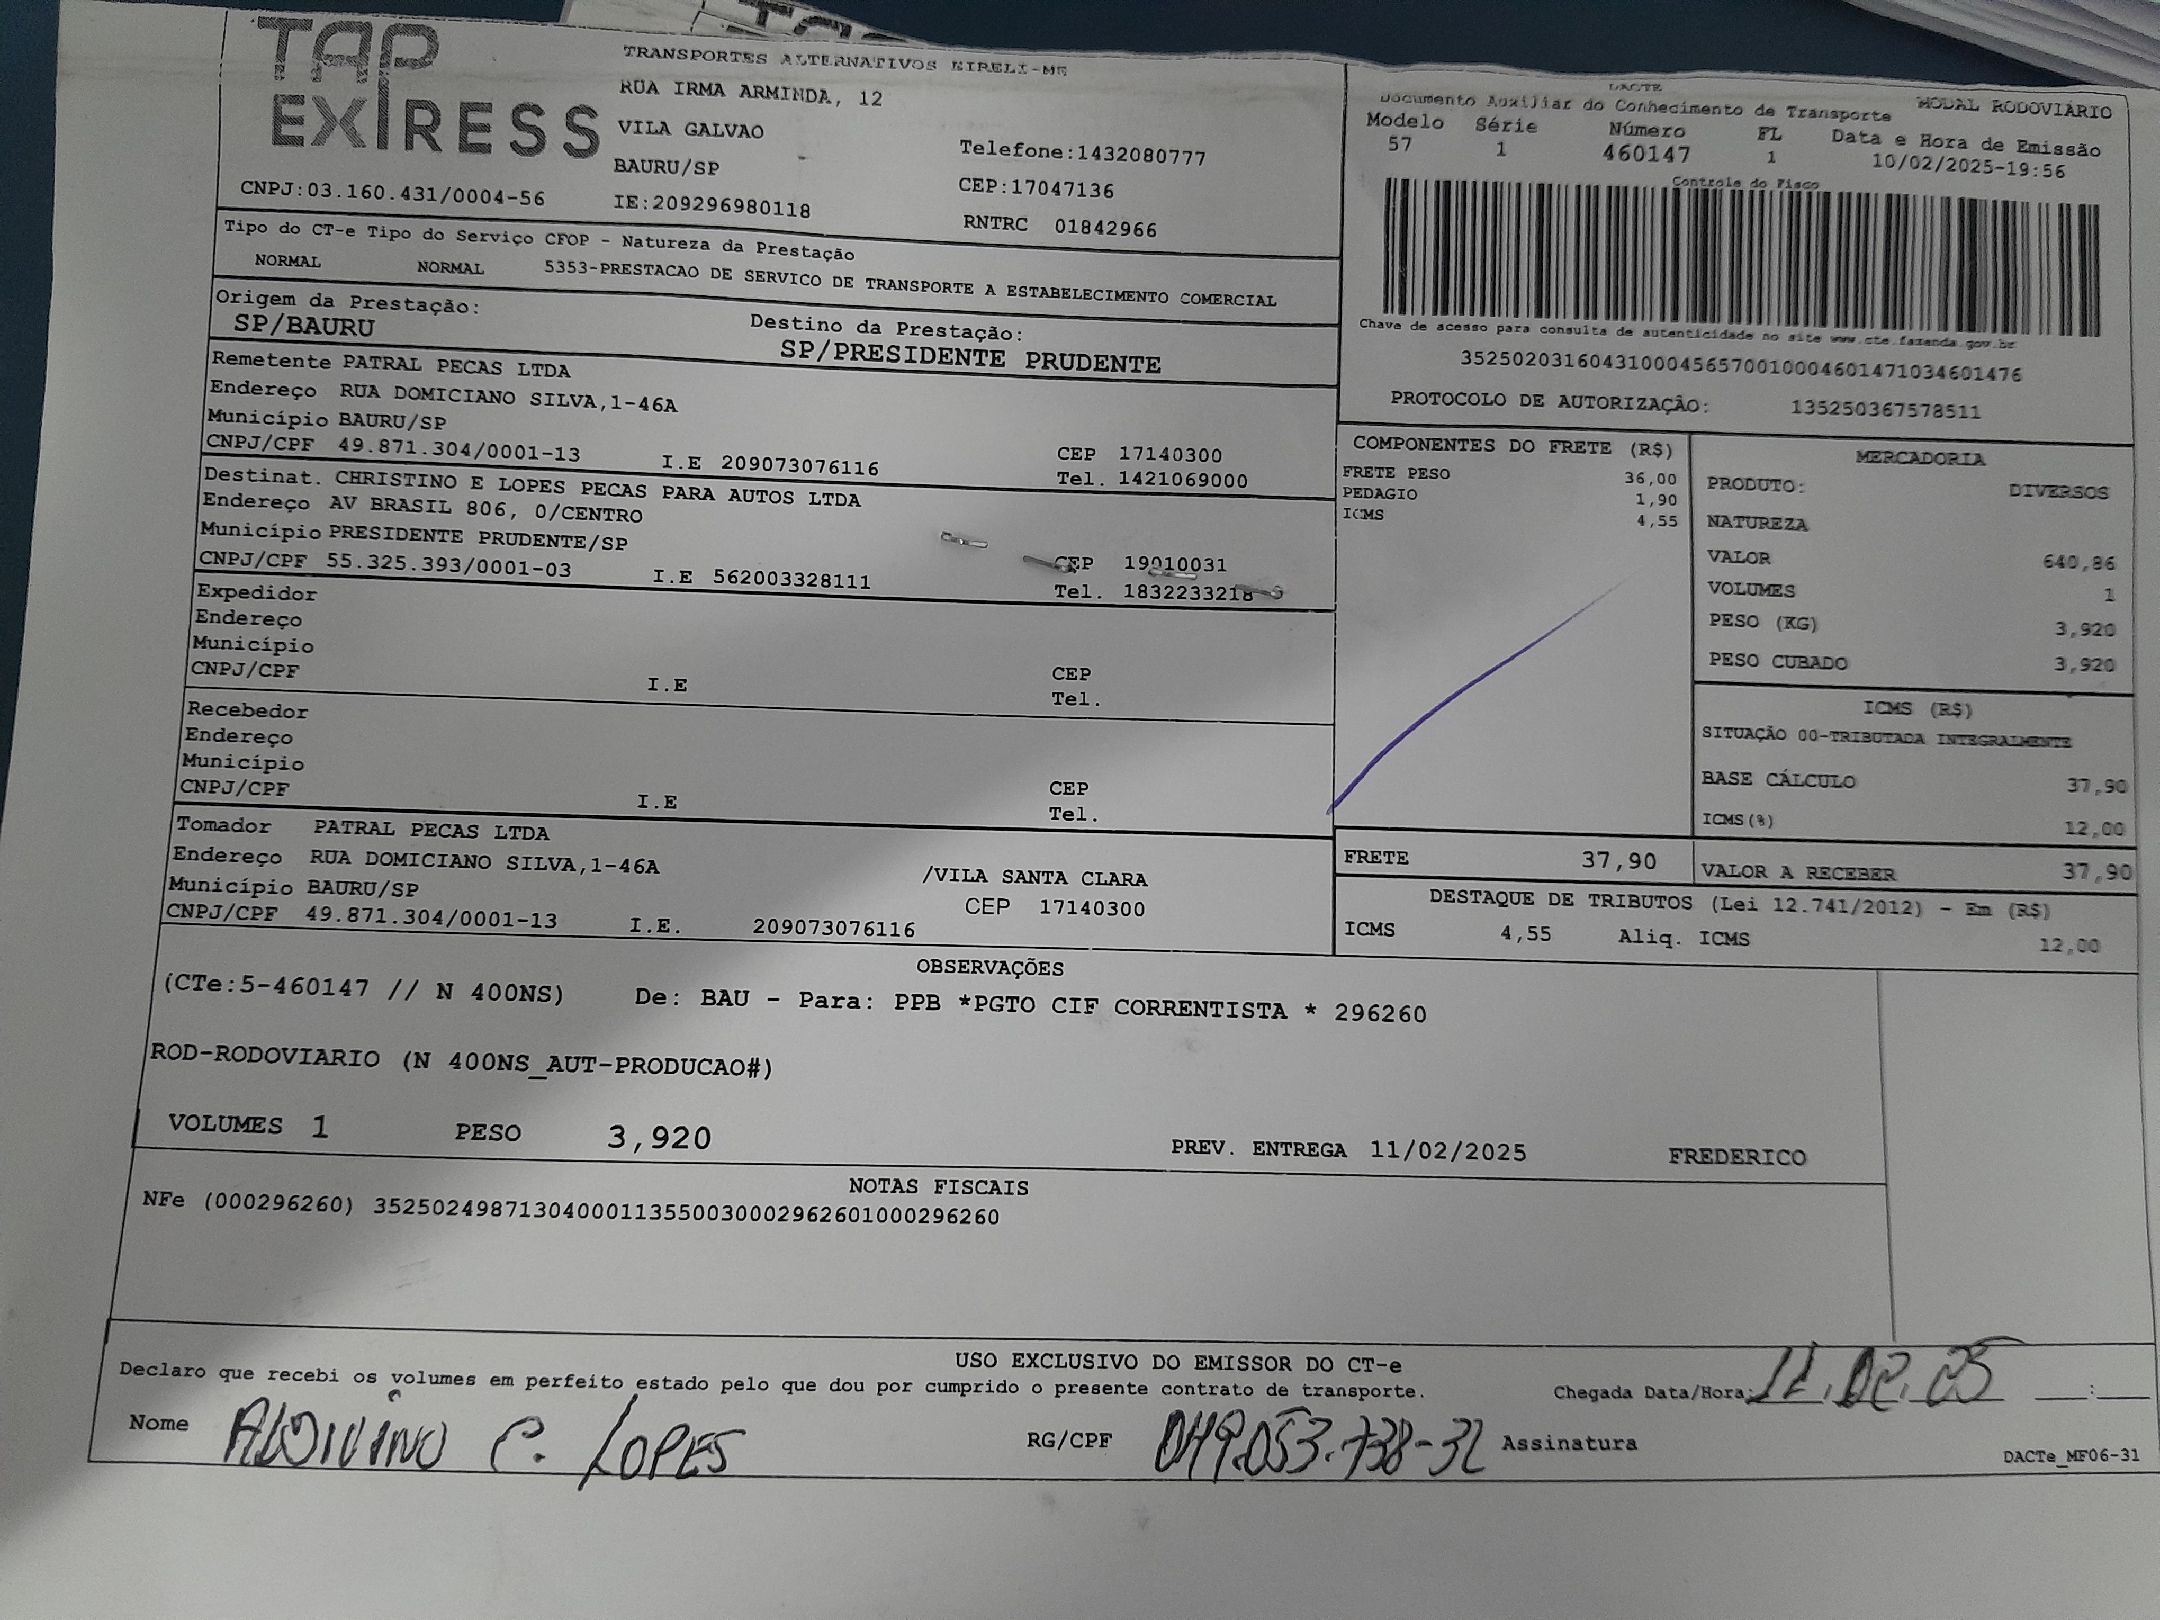 TAP EXPRESS
TRANSPORTES ALTERNATIVOS EIRELI-ME
RUA IRMA ARMINDA, 12
VILA GALVAO
BAURU/SP
Telefone:1432080777
CEP:17047136
CNPJ:03.160.431/0004-56 IE:209296980118 RNTRC 01842966
DACTE
Documento Auxiliar do Conhecimento de Transporte MODAL RODOVIÁRIO
Modelo Série Número FL Data e Hora de Emissão
57 1 460147 1 10/02/2025-19:56
Controle do Fisco
Chave de acesso para consulta de autenticidade no site www.cte.fazenda.gov.br
35250203160431000456570010004601471034601476
PROTOCOLO DE AUTORIZAÇÃO: 135250367578511
Tipo do CT-e Tipo do Serviço CFOP - Natureza da Prestação
NORMAL NORMAL 5353-PRESTACAO DE SERVICO DE TRANSPORTE A ESTABELECIMENTO COMERCIAL
Origem da Prestação: Destino da Prestação:
SP/BAURU SP/PRESIDENTE PRUDENTE
Remetente PATRAL PECAS LTDA
Endereço RUA DOMICIANO SILVA,1-46A
Município BAURU/SP CEP 17140300
CNPJ/CPF 49.871.304/0001-13 I.E 209073076116 Tel. 1421069000
Destinat. CHRISTINO E LOPES PECAS PARA AUTOS LTDA
Endereço AV BRASIL 806, 0/CENTRO
Município PRESIDENTE PRUDENTE/SP CEP 19010031
CNPJ/CPF 55.325.393/0001-03 I.E 562003328111 Tel. 1832233218
Expedidor
Endereço
Município
CNPJ/CPF I.E CEP
Tel.
Recebedor
Endereço
Município
CNPJ/CPF I.E CEP
Tel.
Tomador PATRAL PECAS LTDA
Endereço RUA DOMICIANO SILVA,1-46A /VILA SANTA CLARA
Município BAURU/SP CEP 17140300
CNPJ/CPF 49.871.304/0001-13 I.E. 209073076116
COMPONENTES DO FRETE (R$)
FRETE PESO 36,00
PEDAGIO 1,90
ICMS 4,55
MERCADORIA
PRODUTO: DIVERSOS
NATUREZA
VALOR 640,86
VOLUMES 1
PESO (KG) 3,920
PESO CUBADO 3,920
ICMS (R$)
SITUAÇÃO 00-TRIBUTADA INTEGRALMENTE
BASE CÁLCULO 37,90
ICMS(%) 12,00
FRETE 37,90 VALOR A RECEBER 37,90
DESTAQUE DE TRIBUTOS (Lei 12.741/2012) - Em (R$)
ICMS 4,55 Aliq. ICMS 12,00
OBSERVAÇÕES
(CTe:5-460147 // N 400NS) De: BAU - Para: PPB *PGTO CIF CORRENTISTA * 296260
ROD-RODOVIARIO (N 400NS_AUT-PRODUCAO#)
VOLUMES 1 PESO 3,920 PREV. ENTREGA 11/02/2025 FREDERICO
NOTAS FISCAIS
NFe (000296260) 35250249871304000113550030002962601000296260
USO EXCLUSIVO DO EMISSOR DO CT-e
Declaro que recebi os volumes em perfeito estado pelo que dou por cumprido o presente contrato de transporte. Chegada Data/Hora: 11.02.25 ___:___
Nome ALDIVINO C. LOPES RG/CPF 049.053.738-32 Assinatura
DACTe_MF06-31